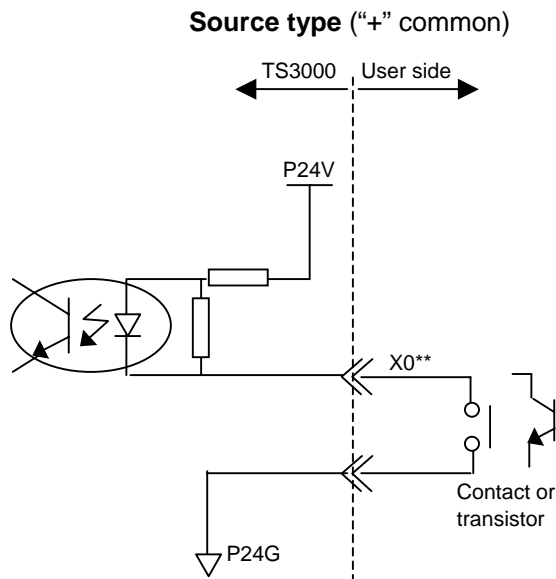 Source type (“+” common)
TS3000
User side
P24V
X0**
Contact or
transistor
P24G